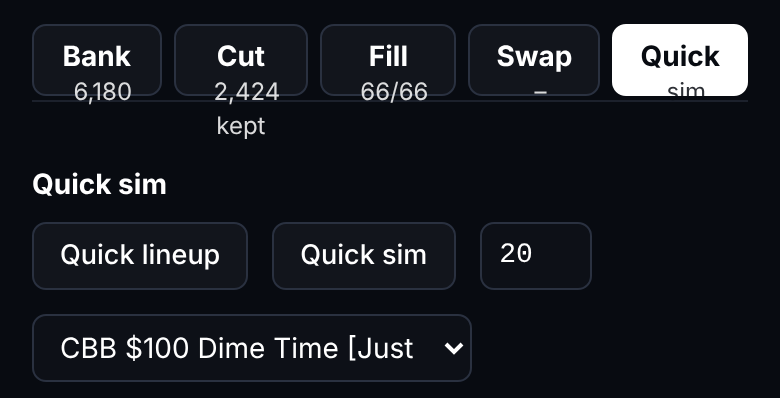 Bank Cut Fill Swap Quick
6,180 2,424 66/66 – sim
kept
Quick sim
Quick lineup Quick sim 20
CBB $100 Dime Time [Just